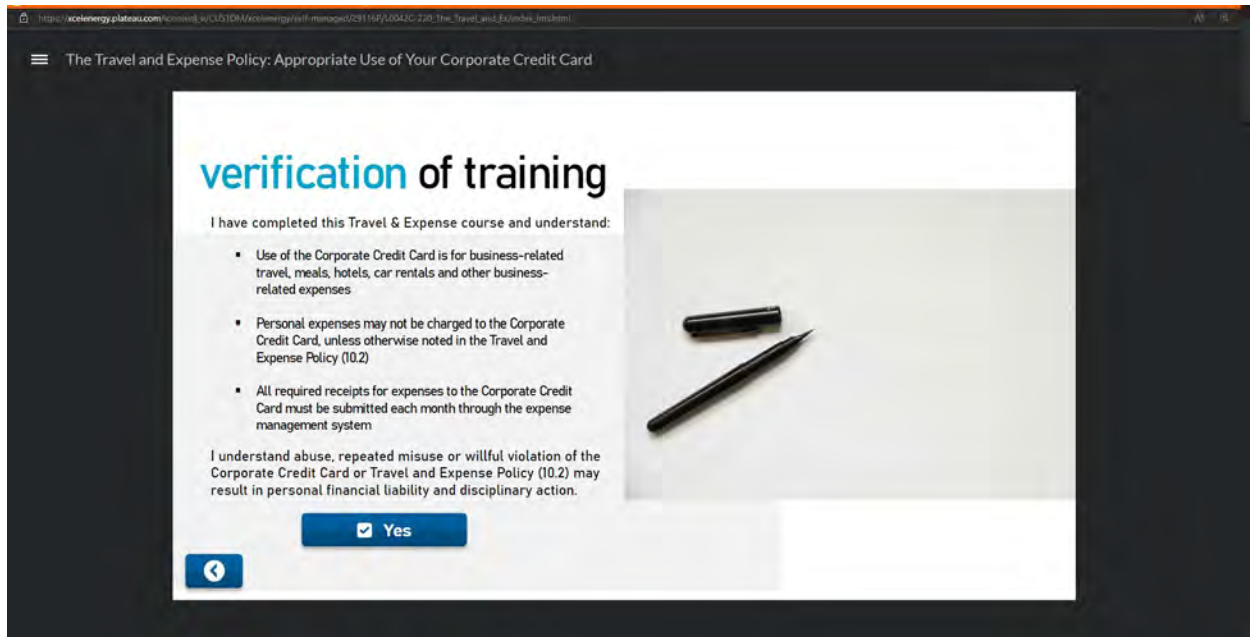 https://xcelenergy.plateau.com
The Travel and Expense Policy: Appropriate Use of Your Corporate Credit Card
verification of training
I have completed this Travel & Expense course and understand:
▪ Use of the Corporate Credit Card is for business-related
travel, meals, hotels, car rentals and other business-
related expenses
▪ Personal expenses may not be charged to the Corporate
Credit Card, unless otherwise noted in the Travel and
Expense Policy (10.2)
▪ All required receipts for expenses to the Corporate Credit
Card must be submitted each month through the expense
management system
I understand abuse, repeated misuse or willful violation of the
Corporate Credit Card or Travel and Expense Policy (10.2) may
result in personal financial liability and disciplinary action.
Yes